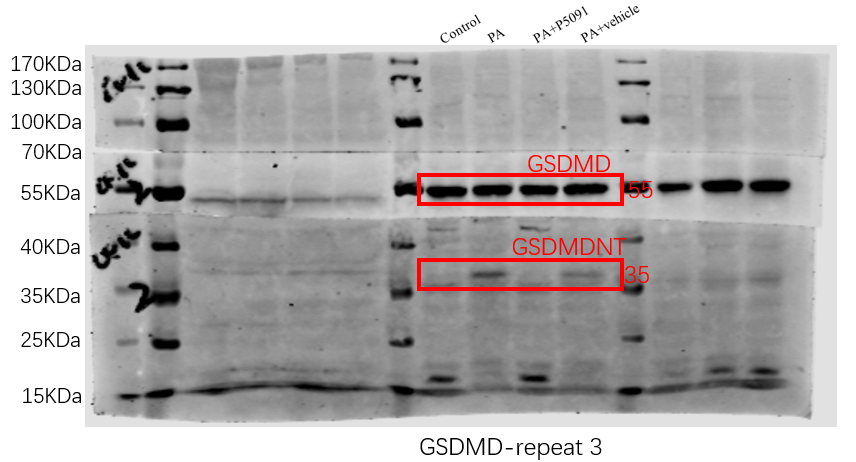 Control PA PA+P5091 PA+vehicle
170KDa
130KDa
100KDa
70KDa
GSDMD
55KDa
55
40KDa
GSDMDNT
35
35KDa
25KDa
15KDa
GSDMD-repeat 3